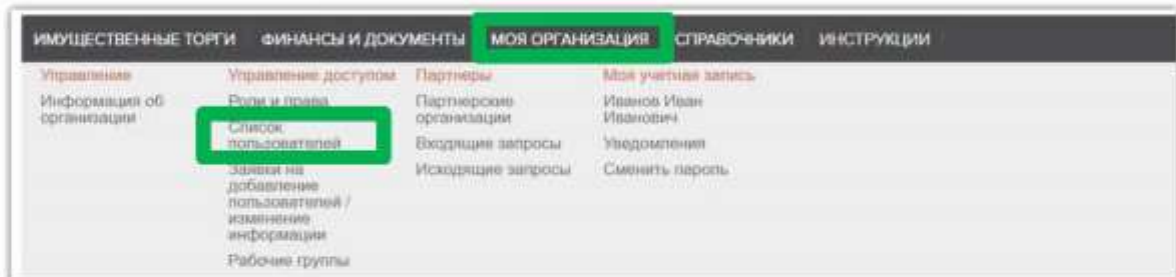 ИМУЩЕСТВЕННЫЕ ТОРГИ ФИНАНСЫ И ДОКУМЕНТЫ МОЯ ОРГАНИЗАЦИЯ СПРАВОЧНИКИ ИНСТРУКЦИИ
Управление
Информация об
организации
Управление доступом
Роли и права
Список
пользователей
Заявки на
добавление
пользователей /
изменение
информации
Рабочие группы
Партнеры
Партнерские
организации
Входящие запросы
Исходящие запросы
Моя учетная запись
Иванов Иван
Иванович
Уведомления
Сменить пароль